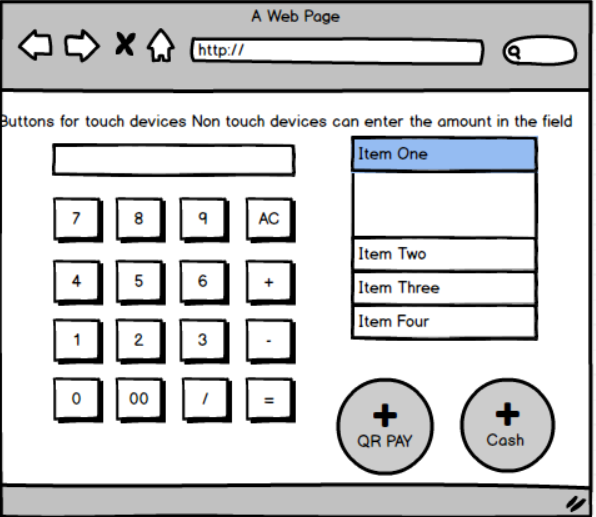 A Web Page
http://
Buttons for touch devices Non touch devices can enter the amount in the field
Item One
7 8 9 AC
Item Two
4 5 6 +
Item Three
Item Four
1 2 3 -
0 00 / =
+ +
QR PAY Cash